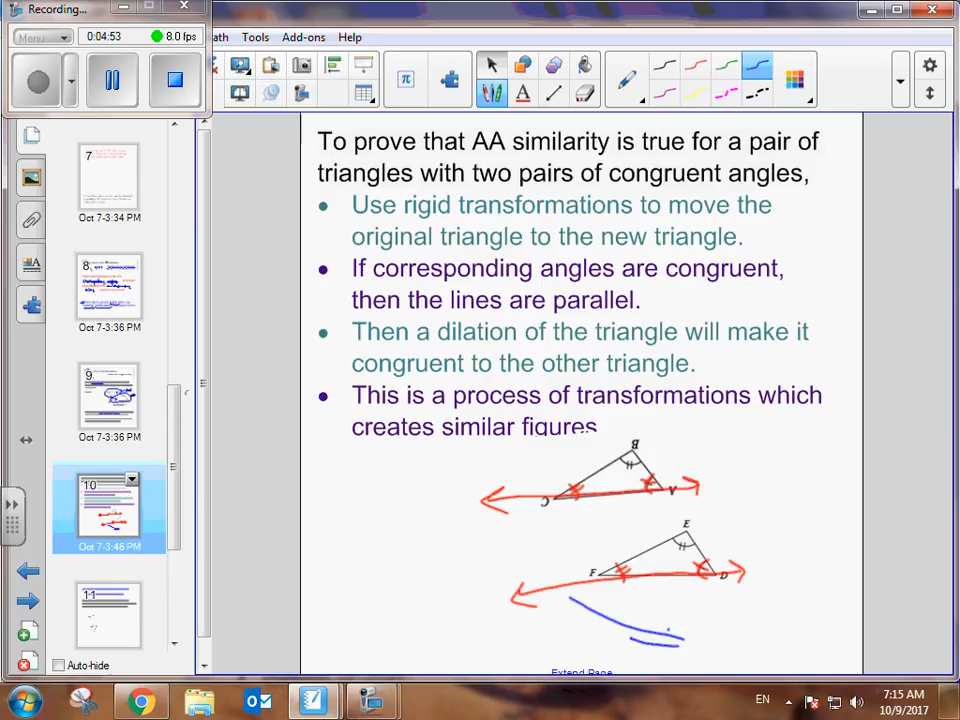 Recording...
Menu
00:04:53
8.0 fps
ath Tools Add-ons Help
7
Oct 7-3:34 PM
8
Oct 7-3:36 PM
9
Oct 7-3:36 PM
10
Oct 7-3:46 PM
11
Auto-hide
To prove that AA similarity is true for a pair of
triangles with two pairs of congruent angles,
• Use rigid transformations to move the
original triangle to the new triangle.
• If corresponding angles are congruent,
then the lines are parallel.
• Then a dilation of the triangle will make it
congruent to the other triangle.
• This is a process of transformations which
creates similar figures
B
C
A
E
F
D
Extend Page
EN
7:15 AM
10/9/2017